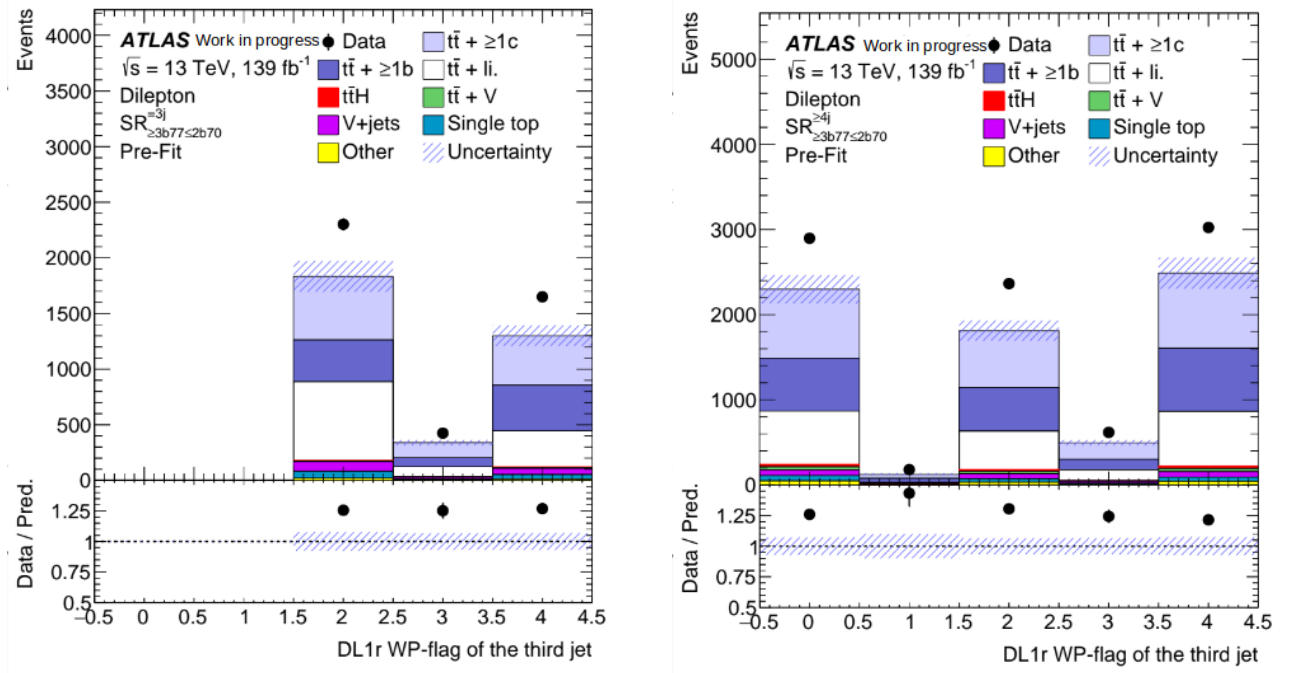 Events
4000
3500
3000
2500
2000
1500
1000
500
ATLAS Work in progress
√s = 13 TeV, 139 fb⁻¹
Dilepton
SR⁼³ʲ≥3b77≤2b70
Pre-Fit
Data
tt̄ + ≥1c
tt̄ + ≥1b
tt̄ + li.
tt̄H
tt̄ + V
V+jets
Single top
Other
Uncertainty
Data / Pred.
1.25
1
0.75
0.5
−0.5 0 0.5 1 1.5 2 2.5 3 3.5 4 4.5
DL1r WP-flag of the third jet
Events
5000
4000
3000
2000
1000
0
ATLAS Work in progress
√s = 13 TeV, 139 fb⁻¹
Dilepton
SR≥⁴ʲ≥3b77≤2b70
Pre-Fit
Data
tt̄ + ≥1c
tt̄ + ≥1b
tt̄ + li.
tt̄H
tt̄ + V
V+jets
Single top
Other
Uncertainty
Data / Pred.
1.25
1
0.75
0.5
−0.5 0 0.5 1 1.5 2 2.5 3 3.5 4 4.5
DL1r WP-flag of the third jet